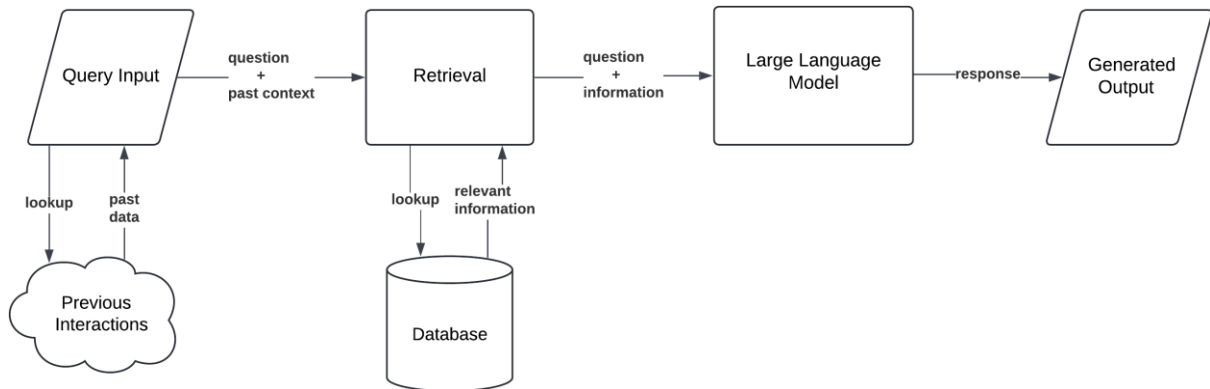 Query Input
question
+
past context
Retrieval
question
+
information
Large Language
Model
response
Generated
Output
lookup
past
data
lookup
relevant
information
Previous
Interactions
Database